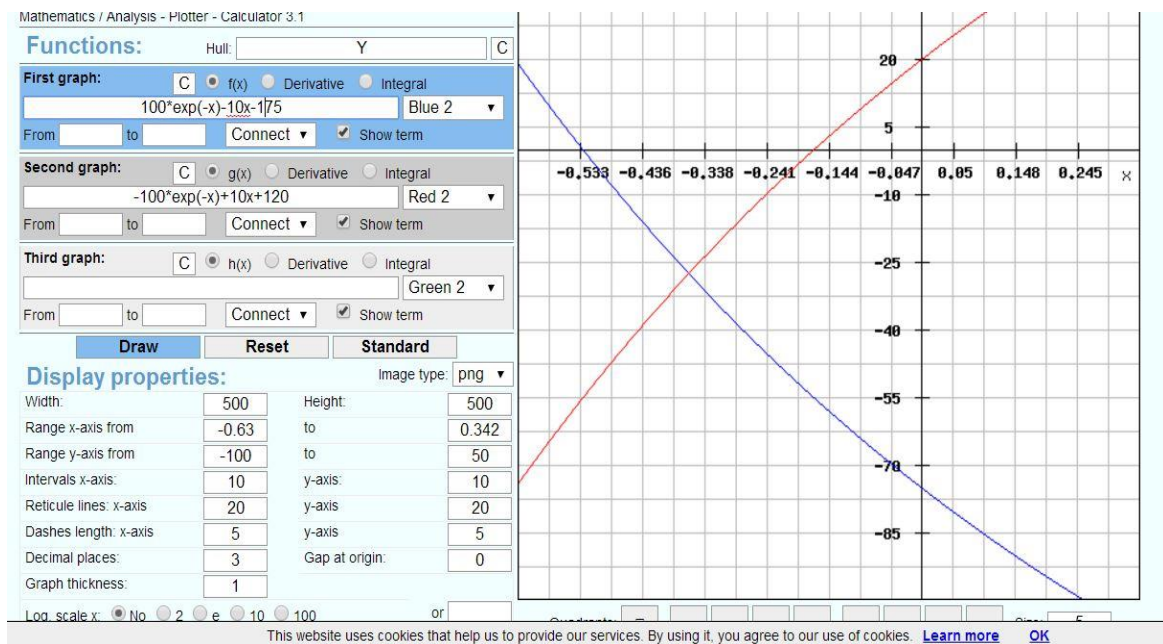 Mathematics / Analysis - Plotter - Calculator 3.1
Functions: Hull: Y C
First graph: C f(x) Derivative Integral
100*exp(-x)-10x-175 Blue 2
From to Connect Show term
Second graph: C g(x) Derivative Integral
-100*exp(-x)+10x+120 Red 2
From to Connect Show term
Third graph: C h(x) Derivative Integral
Green 2
From to Connect Show term
Draw Reset Standard
Display properties: Image type: png
Width: 500 Height: 500
Range x-axis from -0.63 to 0.342
Range y-axis from -100 to 50
Intervals x-axis: 10 y-axis: 10
Reticule lines: x-axis 20 y-axis 20
Dashes length: x-axis 5 y-axis 5
Decimal places: 3 Gap at origin: 0
Graph thickness: 1
Log. scale x: No 2 e 10 100 or
20
5
-0.533 -0.436 -0.338 -0.241 -0.144 -0.047 0.05 0.148 0.245 x
-10
-25
-40
-55
-70
-85
This website uses cookies that help us to provide our services. By using it, you agree to our use of cookies. Learn more OK